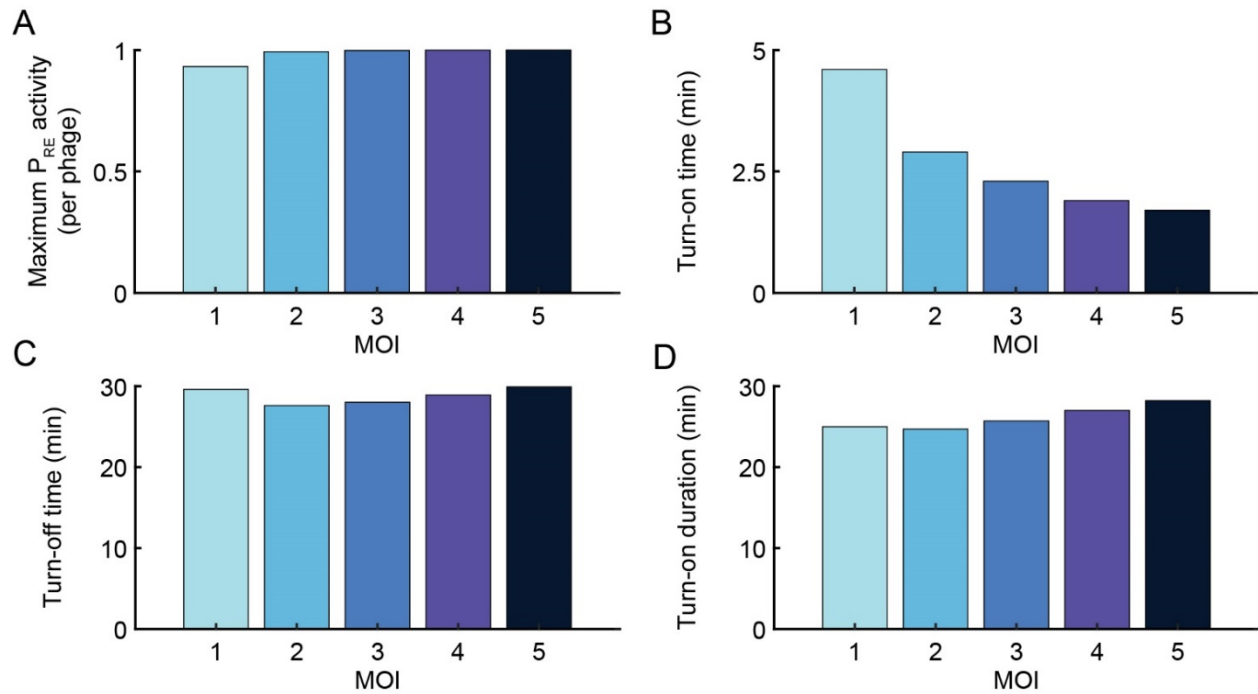 A
Maximum P_RE activity
(per phage)
1
0.5
0
1 2 3 4 5
MOI
B
Turn-on time (min)
5
2.5
0
1 2 3 4 5
MOI
C
Turn-off time (min)
30
20
10
0
1 2 3 4 5
MOI
D
Turn-on duration (min)
30
20
10
0
1 2 3 4 5
MOI